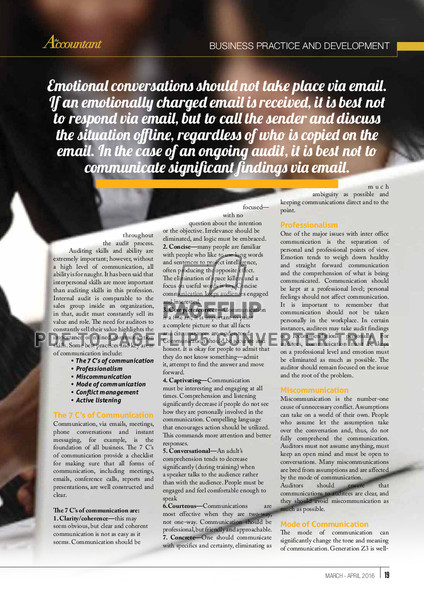 The Accountant
BUSINESS PRACTICE AND DEVELOPMENT
Emotional conversations should not take place via email.
If an emotionally charged email is received, it is best not
to respond via email, but to call the sender and discuss
the situation offline, regardless of who is copied on the
email. In the case of an ongoing audit, it is best not to
communicate significant findings via email.
throughout
the audit process.
Auditing skills and ability are
extremely important; however, without
a high level of communication, all
ability is for naught. It has been said that
interpersonal skills are more important
than auditing skills in this profession.
Internal audit is comparable to the
sales group inside an organization,
in that, audit must constantly sell its
value and role. The need for auditors to
constantly sell their value highlights the
of communication include:
• The 7 C's of communication
• Professionalism
• Miscommunication
• Mode of communication
• Conflict management
• Active listening
The 7 C's of Communication
Communication, via emails, meetings,
phone conversations and instant
messaging, for example, is the
foundation of all business. The 7 C's
of communication provide a checklist
for making sure that all forms of
communication, including meetings,
emails, conference calls, reports and
presentations, are well constructed and
clear.
The 7 C's of communication are:
1. Clarity/coherence—this may
seem obvious, but clear and coherent
communication is not as easy as it
seems. Communication should be
focused—
with no
question about the intention
or the objective. Irrelevance should be
eliminated, and logic must be embraced.
2. Concise—many people are familiar
with people who like to use long words
and sentences to project intelligence,
often producing the opposite effect.
The elimination of space fillers and a
focus on useful words and concise
communication keeps audiences engaged
a complete picture so that all facts
honest. It is okay for people to admit that
they do not know something—admit
it, attempt to find the answer and move
forward.
4. Captivating—Communication
must be interesting and engaging at all
times. Comprehension and listening
significantly decrease if people do not see
how they are personally involved in the
communication. Compelling language
that encourages action should be utilized.
This commands more attention and better
responses.
5. Conversational—An adult's
comprehension tends to decrease
significantly (during training) when
a speaker talks to the audience rather
than with the audience. People must be
engaged and feel comfortable enough to
speak
6.Courteous—Communications are
most effective when they are two-way,
not one-way. Communication should be
professional, but friendly and approachable.
7. Concrete—One should communicate
with specifics and certainty, eliminating as
much
ambiguity as possible and
keeping communications direct and to the
point.
Professionalism
One of the major issues with inter office
communication is the separation of
personal and professional points of view.
Emotion tends to weigh down healthy
and straight forward communication
and the comprehension of what is being
communicated. Communication should
be kept at a professional level; personal
feelings should not affect communication.
It is important to remember that
communication should not be taken
personally in the workplace. In certain
instances, auditees may take audit findings
on a professional level and emotion must
be eliminated as much as possible. The
auditor should remain focused on the issue
and the root of the problem.
Miscommunication
Miscommunication is the number-one
cause of unnecessary conflict. Assumptions
can take on a world of their own. People
who assume let the assumption take
over the conversation and, thus, do not
fully comprehend the communication.
Auditors must not assume anything, must
keep an open mind and must be open to
conversations. Many miscommunications
are bred from assumptions and are affected
by the mode of communication.
Auditors should ensure that
communications to auditees are clear, and
they should avoid miscommunication as
much as possible.
Mode of Communication
The mode of communication can
significantly change the tone and meaning
of communication. Generation Z3 is well-
PAGEFLIP
PDF TO PAGEFLIP5 CONVERTER TRIAL
MARCH - APRIL 2016 19